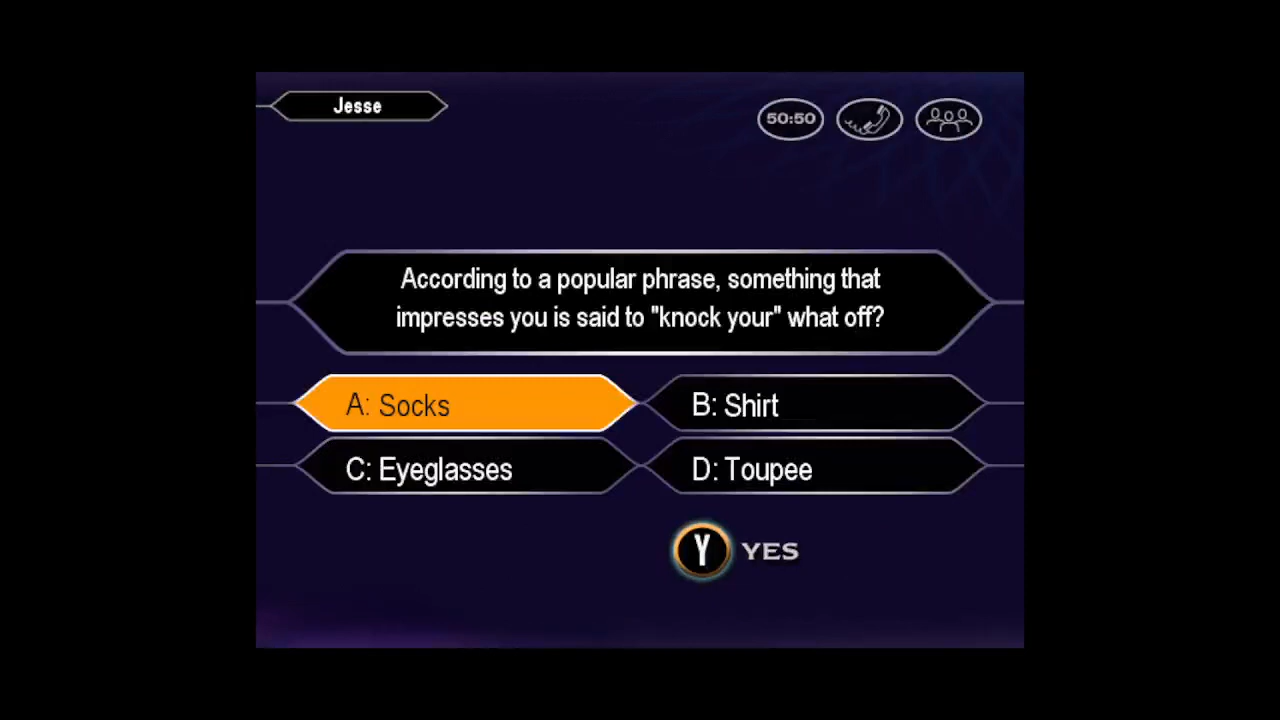 Jesse
50:50
According to a popular phrase, something that
impresses you is said to "knock your" what off?
A: Socks
B: Shirt
C: Eyeglasses
D: Toupee
Y YES